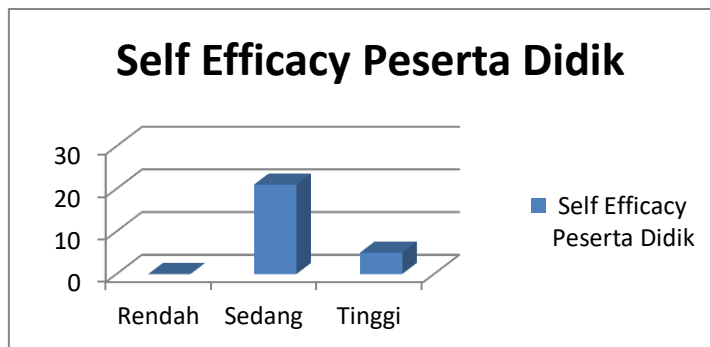 Self Efficacy Peserta Didik
30
20
10
0
Rendah Sedang Tinggi
Self Efficacy
Peserta Didik